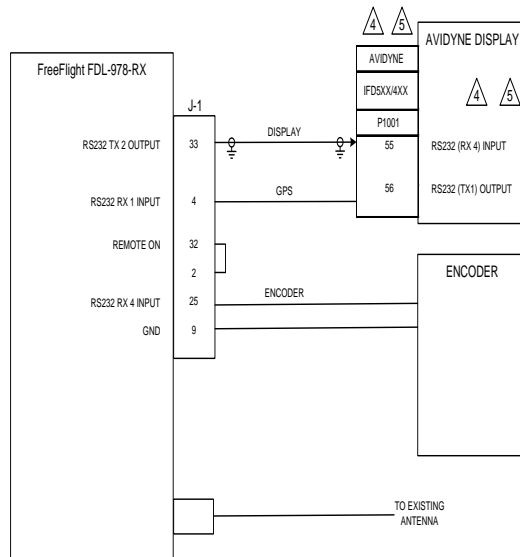 4 5
AVIDYNE DISPLAY
AVIDYNE
FreeFlight FDL-978-RX
IFD5XX/4XX
4 5
J-1
P1001
DISPLAY
RS232 TX 2 OUTPUT 33 55 RS232 (RX 4) INPUT
GPS
RS232 RX 1 INPUT 4 56 RS232 (TX1) OUTPUT
REMOTE ON 32
2
ENCODER
ENCODER
RS232 RX 4 INPUT 25
GND 9
TO EXISTING
ANTENNA